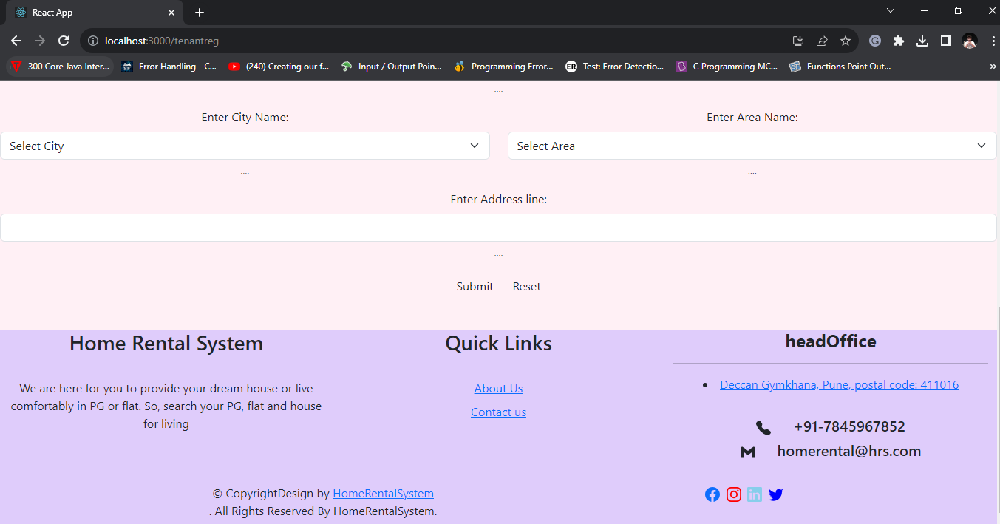 React App
localhost:3000/tenantreg
300 Core Java Inter...
Error Handling - C...
(240) Creating our f...
Input / Output Poin...
Programming Error...
ER
Test: Error Detectio...
C Programming MC...
Functions Point Out...
»
....
Enter City Name:
Enter Area Name:
Select City
Select Area
....
....
Enter Address line:
....
Submit
Reset
Home Rental System
We are here for you to provide your dream house or live
comfortably in PG or flat. So, search your PG, flat and house
for living
Quick Links
About Us
Contact us
headOffice
Deccan Gymkhana, Pune, postal code: 411016
+91-7845967852
homerental@hrs.com
© CopyrightDesign by HomeRentalSystem
. All Rights Reserved By HomeRentalSystem.